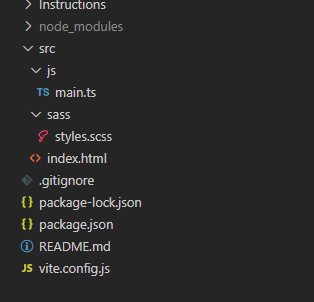 Instructions
node_modules
src
js
TS main.ts
sass
styles.scss
<> index.html
.gitignore
{} package-lock.json
{} package.json
README.md
JS vite.config.js